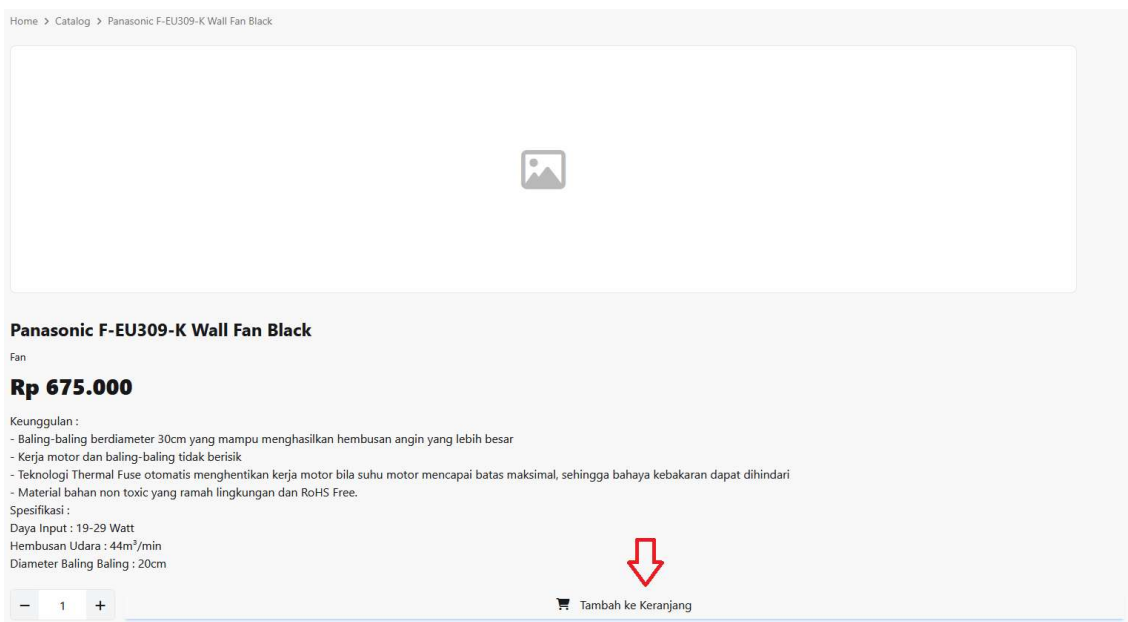 Home > Catalog > Panasonic F-EU309-K Wall Fan Black
Panasonic F-EU309-K Wall Fan Black
Fan
Rp 675.000
Keunggulan :
- Baling-baling berdiameter 30cm yang mampu menghasilkan hembusan angin yang lebih besar
- Kerja motor dan baling-baling tidak berisik
- Teknologi Thermal Fuse otomatis menghentikan kerja motor bila suhu motor mencapai batas maksimal, sehingga bahaya kebakaran dapat dihindari
- Material bahan non toxic yang ramah lingkungan dan RoHS Free.
Spesifikasi :
Daya Input : 19-29 Watt
Hembusan Udara : 44m³/min
Diameter Baling Baling : 20cm
− 1 + Tambah ke Keranjang